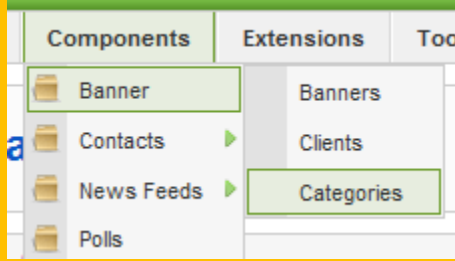 Components Extensions
Banner Banners
Contacts Clients
News Feeds Categories
Polls